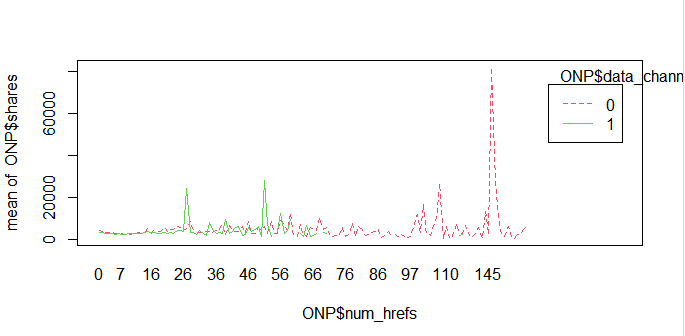 mean of ONP$shares
60000
20000
0
ONP$data_chann
0
1
0 7 16 26 36 46 56 66 76 86 97 110 145
ONP$num_hrefs